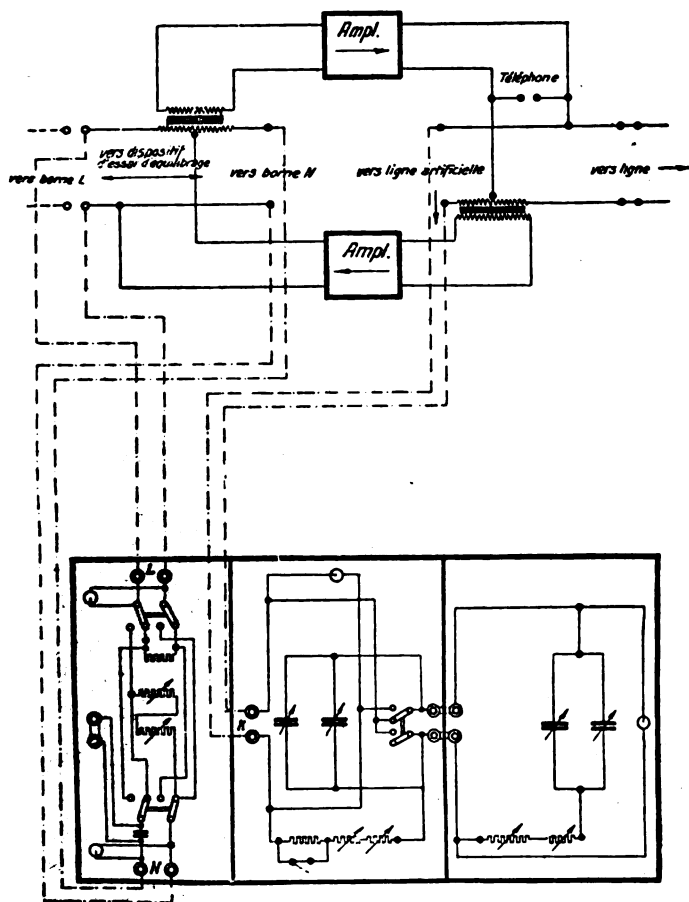 Ampl.
Téléphone
vers dispositif
d'essai d'équilibrage
vers borne L
vers borne N
vers ligne artificielle
vers ligne
Ampl.
L
K
N